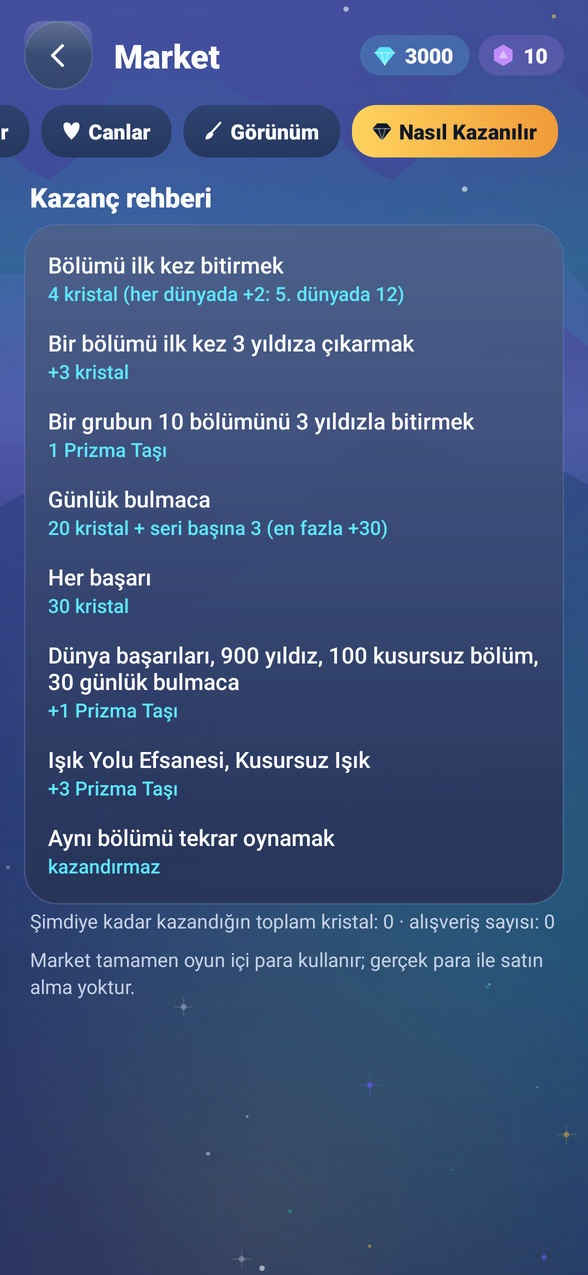 Market
3000
10
r
Canlar
Görünüm
Nasıl Kazanılır
Kazanç rehberi
Bölümü ilk kez bitirmek
4 kristal (her dünyada +2: 5. dünyada 12)
Bir bölümü ilk kez 3 yıldıza çıkarmak
+3 kristal
Bir grubun 10 bölümünü 3 yıldızla bitirmek
1 Prizma Taşı
Günlük bulmaca
20 kristal + seri başına 3 (en fazla +30)
Her başarı
30 kristal
Dünya başarıları, 900 yıldız, 100 kusursuz bölüm,
30 günlük bulmaca
+1 Prizma Taşı
Işık Yolu Efsanesi, Kusursuz Işık
+3 Prizma Taşı
Aynı bölümü tekrar oynamak
kazandırmaz
Şimdiye kadar kazandığın toplam kristal: 0 · alışveriş sayısı: 0
Market tamamen oyun içi para kullanır; gerçek para ile satın
alma yoktur.